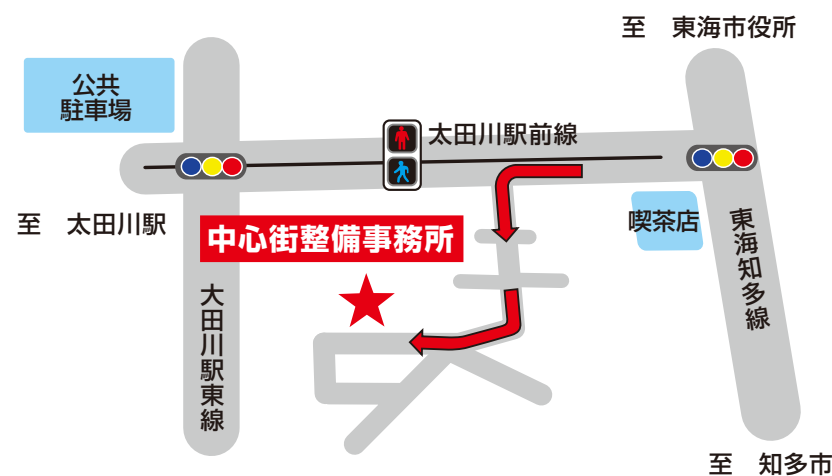 至　東海市役所
公共
駐車場
太田川駅前線
至　太田川駅
中心街整備事務所
喫茶店
東海知多線
大田川駅東線
至　知多市